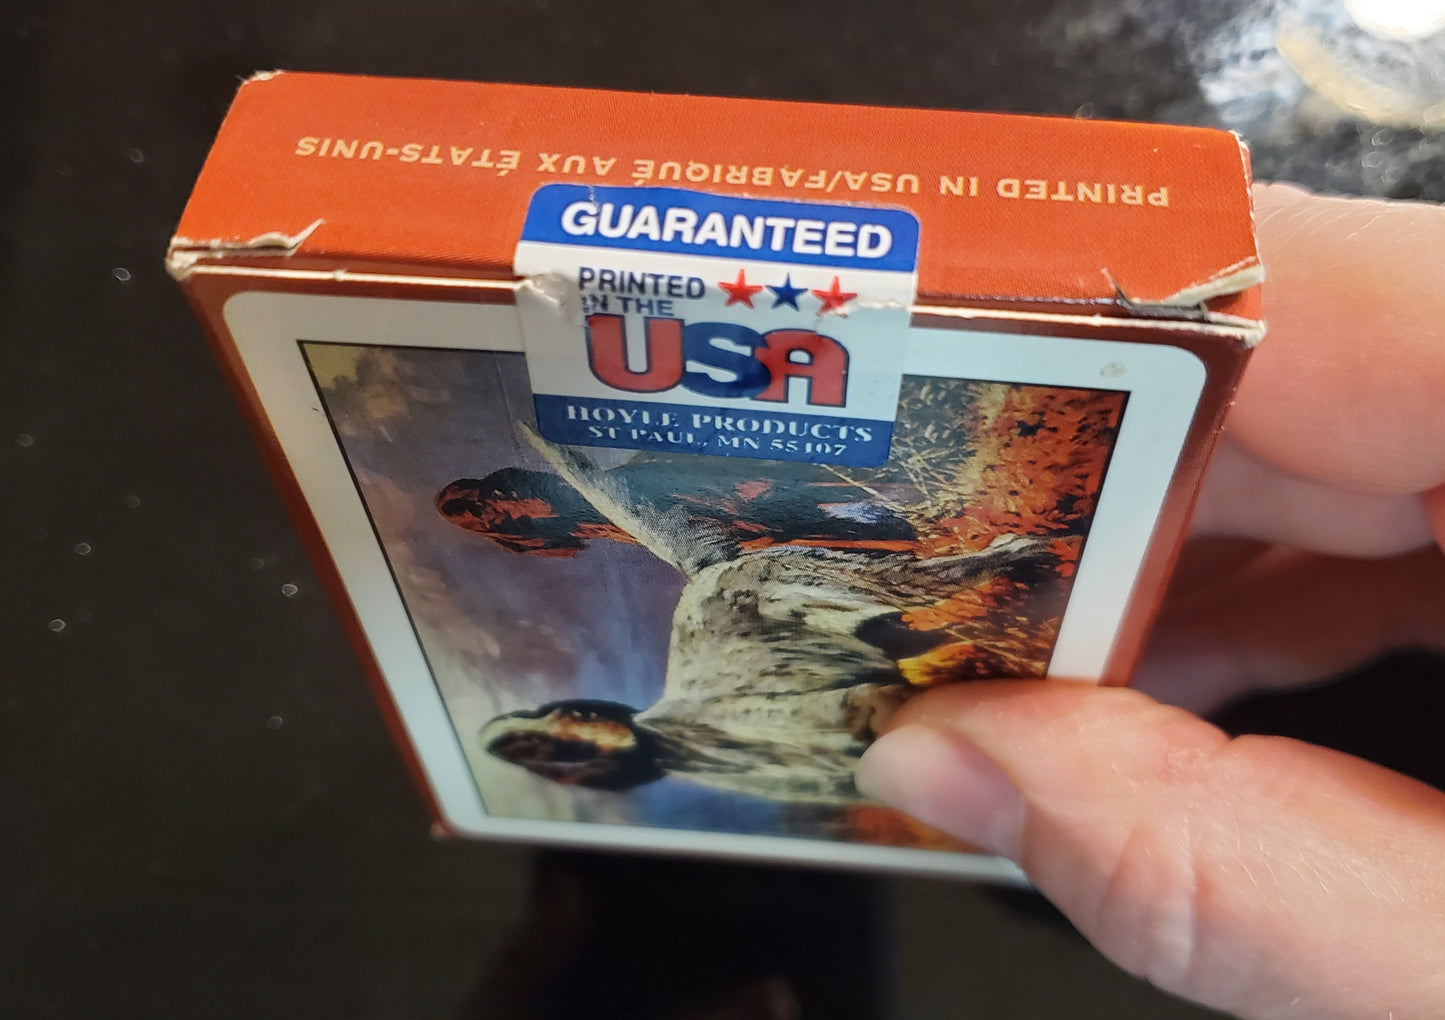 PRINTED IN USA/FABRIQUÉ AUX ÉTATS-UNIS
GUARANTEED
PRINTED
IN THE
USA
HOYLE PRODUCTS
ST PAUL, MN 55107